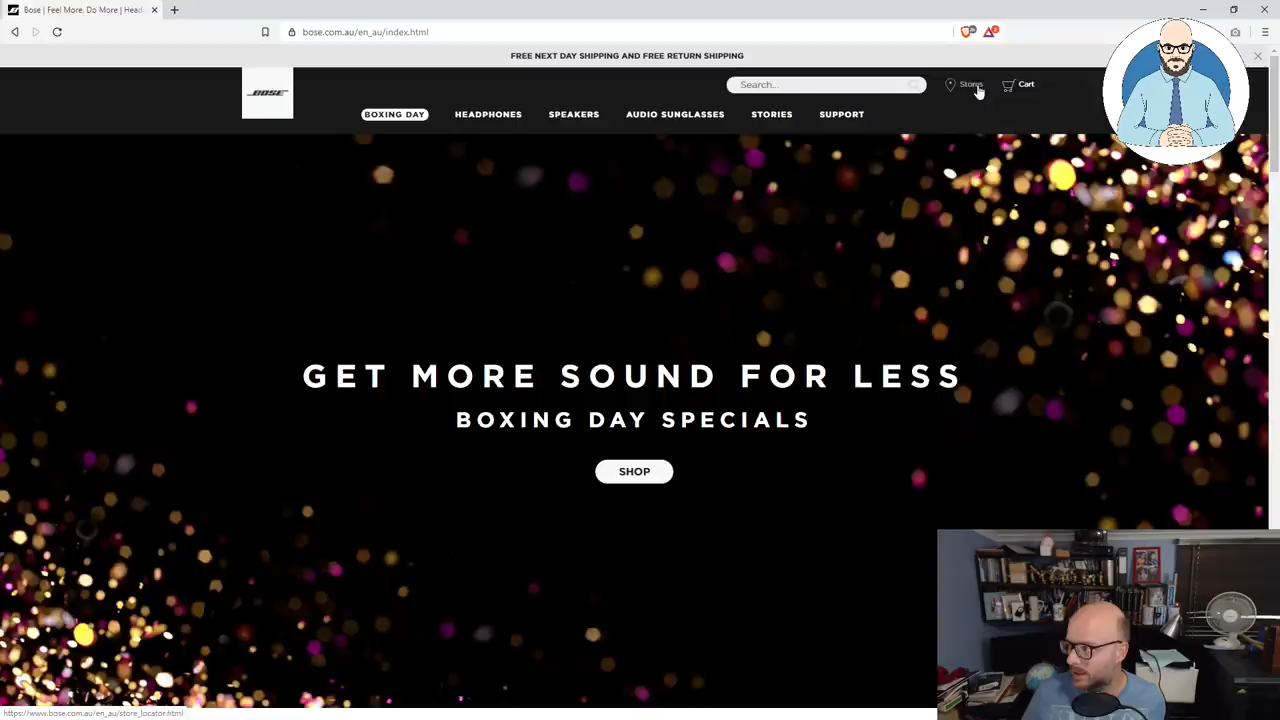 Bose | Feel More, Do More | Head
bose.com.au/en_au/index.html
FREE NEXT DAY SHIPPING AND FREE RETURN SHIPPING
BOSE
Search...
Stores
Cart
BOXING DAY
HEADPHONES
SPEAKERS
AUDIO SUNGLASSES
STORIES
SUPPORT
GET MORE SOUND FOR LESS
BOXING DAY SPECIALS
SHOP
https://www.bose.com.au/en_au/store_locator.html